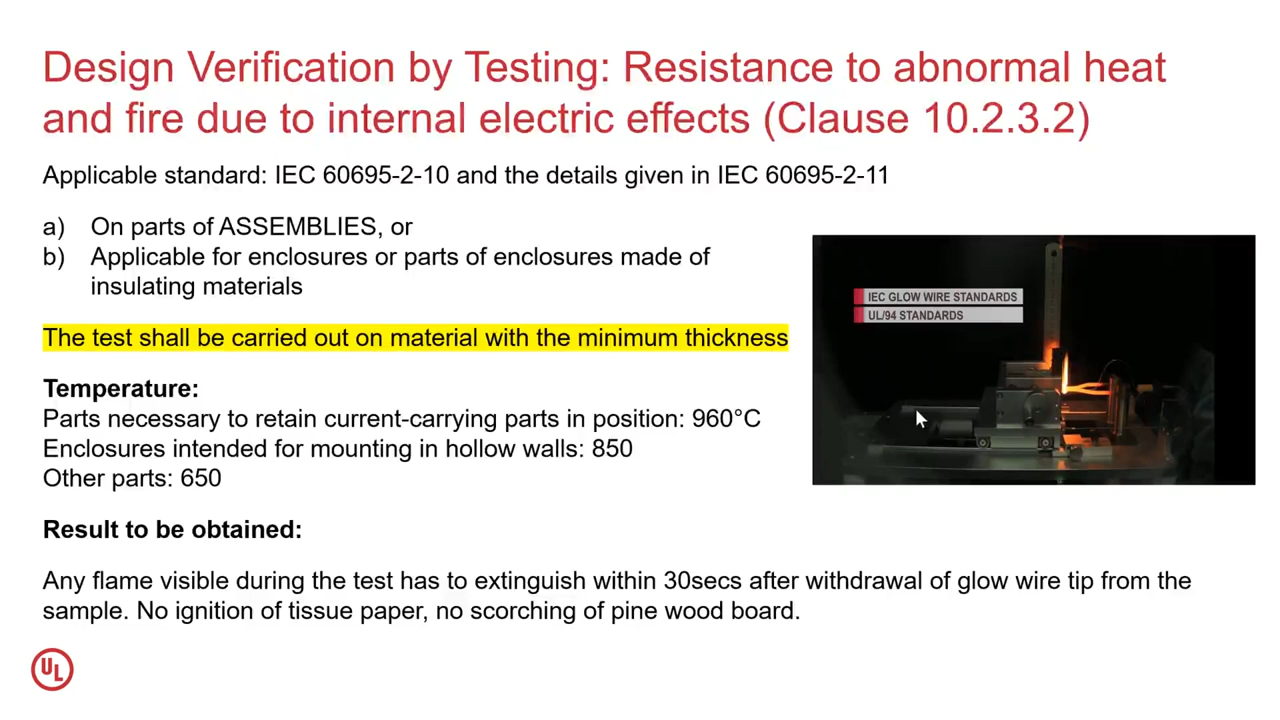 Design Verification by Testing: Resistance to abnormal heat
and fire due to internal electric effects (Clause 10.2.3.2)
Applicable standard: IEC 60695-2-10 and the details given in IEC 60695-2-11
a) On parts of ASSEMBLIES, or
b) Applicable for enclosures or parts of enclosures made of
insulating materials
The test shall be carried out on material with the minimum thickness
Temperature:
Parts necessary to retain current-carrying parts in position: 960°C
Enclosures intended for mounting in hollow walls: 850
Other parts: 650
IEC GLOW WIRE STANDARDS
UL/94 STANDARDS
Result to be obtained:
Any flame visible during the test has to extinguish within 30secs after withdrawal of glow wire tip from the
sample. No ignition of tissue paper, no scorching of pine wood board.
UL